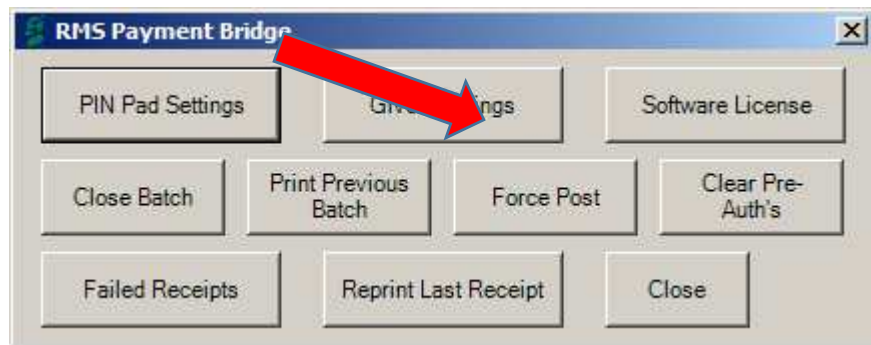 RMS Payment Bridge
PIN Pad Settings
Software License
Close Batch
Print Previous
Batch
Force Post
Clear Pre-
Auth's
Failed Receipts
Reprint Last Receipt
Close